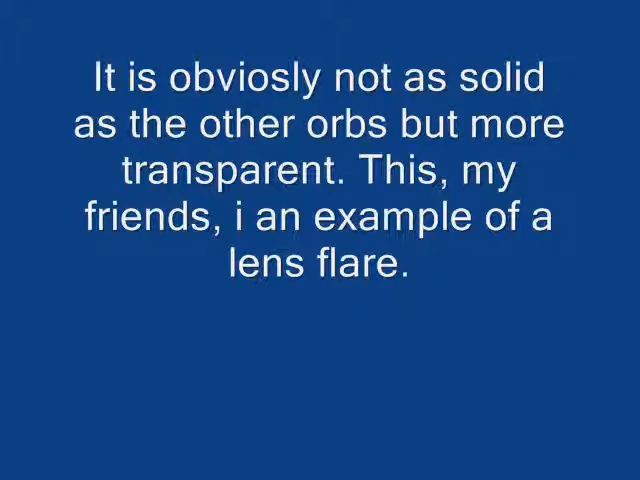 It is obviosly not as solid
as the other orbs but more
transparent. This, my
friends, i an example of a
lens flare.